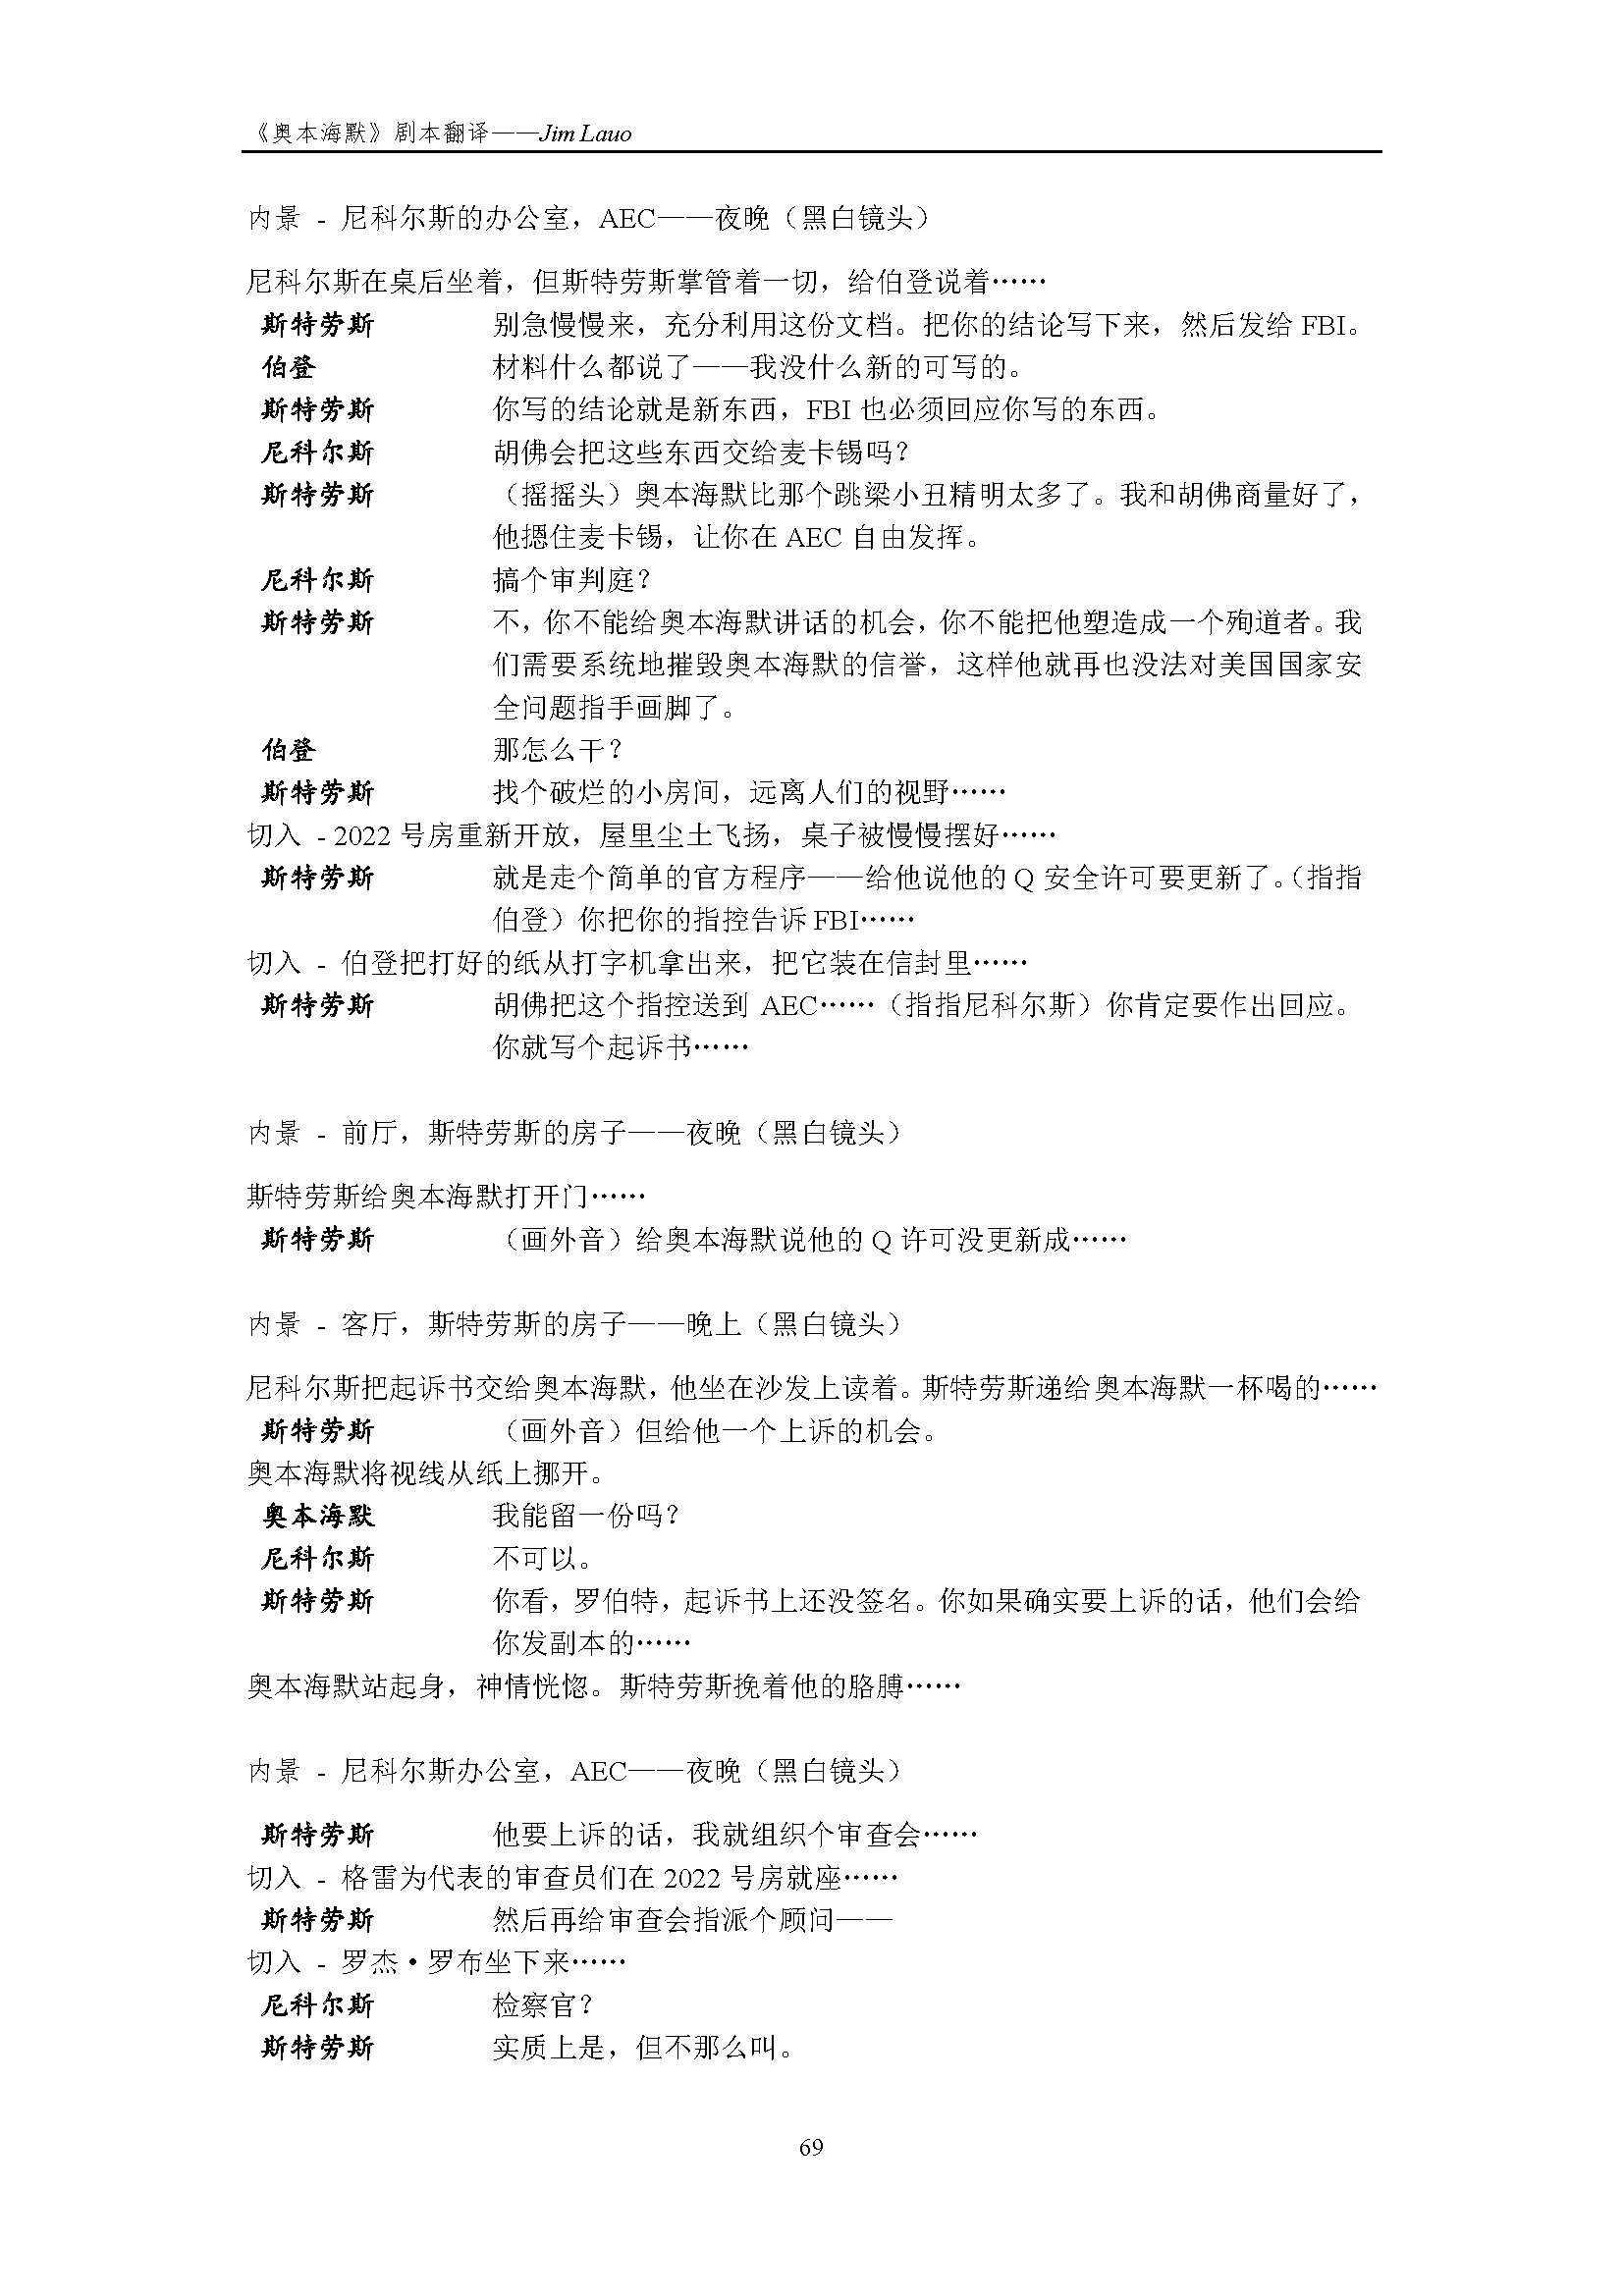 《奥本海默》剧本翻译——Jim Lauo
内景 - 尼科尔斯的办公室，AEC——夜晚（黑白镜头）
尼科尔斯在桌后坐着，但斯特劳斯掌管着一切，给伯登说着……
斯特劳斯 别急慢慢来，充分利用这份文档。把你的结论写下来，然后发给 FBI。
伯登 材料什么都说了——我没什么新的可写的。
斯特劳斯 你写的结论就是新东西，FBI 也必须回应你写的东西。
尼科尔斯 胡佛会把这些东西交给麦卡锡吗？
斯特劳斯 （摇摇头）奥本海默比那个跳梁小丑精明太多了。我和胡佛商量好了，
他摁住麦卡锡，让你在 AEC 自由发挥。
尼科尔斯 搞个审判庭？
斯特劳斯 不，你不能给奥本海默讲话的机会，你不能把他塑造成一个殉道者。我
们需要系统地摧毁奥本海默的信誉，这样他就再也没法对美国国家安
全问题指手画脚了。
伯登 那怎么干？
斯特劳斯 找个破烂的小房间，远离人们的视野……
切入 - 2022 号房重新开放，屋里尘土飞扬，桌子被慢慢摆好……
斯特劳斯 就是走个简单的官方程序——给他说他的 Q 安全许可要更新了。（指指
伯登）你把你的指控告诉 FBI……
切入 - 伯登把打好的纸从打字机拿出来，把它装在信封里……
斯特劳斯 胡佛把这个指控送到 AEC……（指指尼科尔斯）你肯定要作出回应。
你就写个起诉书……
内景 - 前厅，斯特劳斯的房子——夜晚（黑白镜头）
斯特劳斯给奥本海默打开门……
斯特劳斯 （画外音）给奥本海默说他的 Q 许可没更新成……
内景 - 客厅，斯特劳斯的房子——晚上（黑白镜头）
尼科尔斯把起诉书交给奥本海默，他坐在沙发上读着。斯特劳斯递给奥本海默一杯喝的……
斯特劳斯 （画外音）但给他一个上诉的机会。
奥本海默将视线从纸上挪开。
奥本海默 我能留一份吗？
尼科尔斯 不可以。
斯特劳斯 你看，罗伯特，起诉书上还没签名。你如果确实要上诉的话，他们会给
你发副本的……
奥本海默站起身，神情恍惚。斯特劳斯挽着他的胳膊……
内景 - 尼科尔斯办公室，AEC——夜晚（黑白镜头）
斯特劳斯 他要上诉的话，我就组织个审查会……
切入 - 格雷为代表的审查员们在 2022 号房就座……
斯特劳斯 然后再给审查会指派个顾问——
切入 - 罗杰·罗布坐下来……
尼科尔斯 检察官？
斯特劳斯 实质上是，但不那么叫。
69